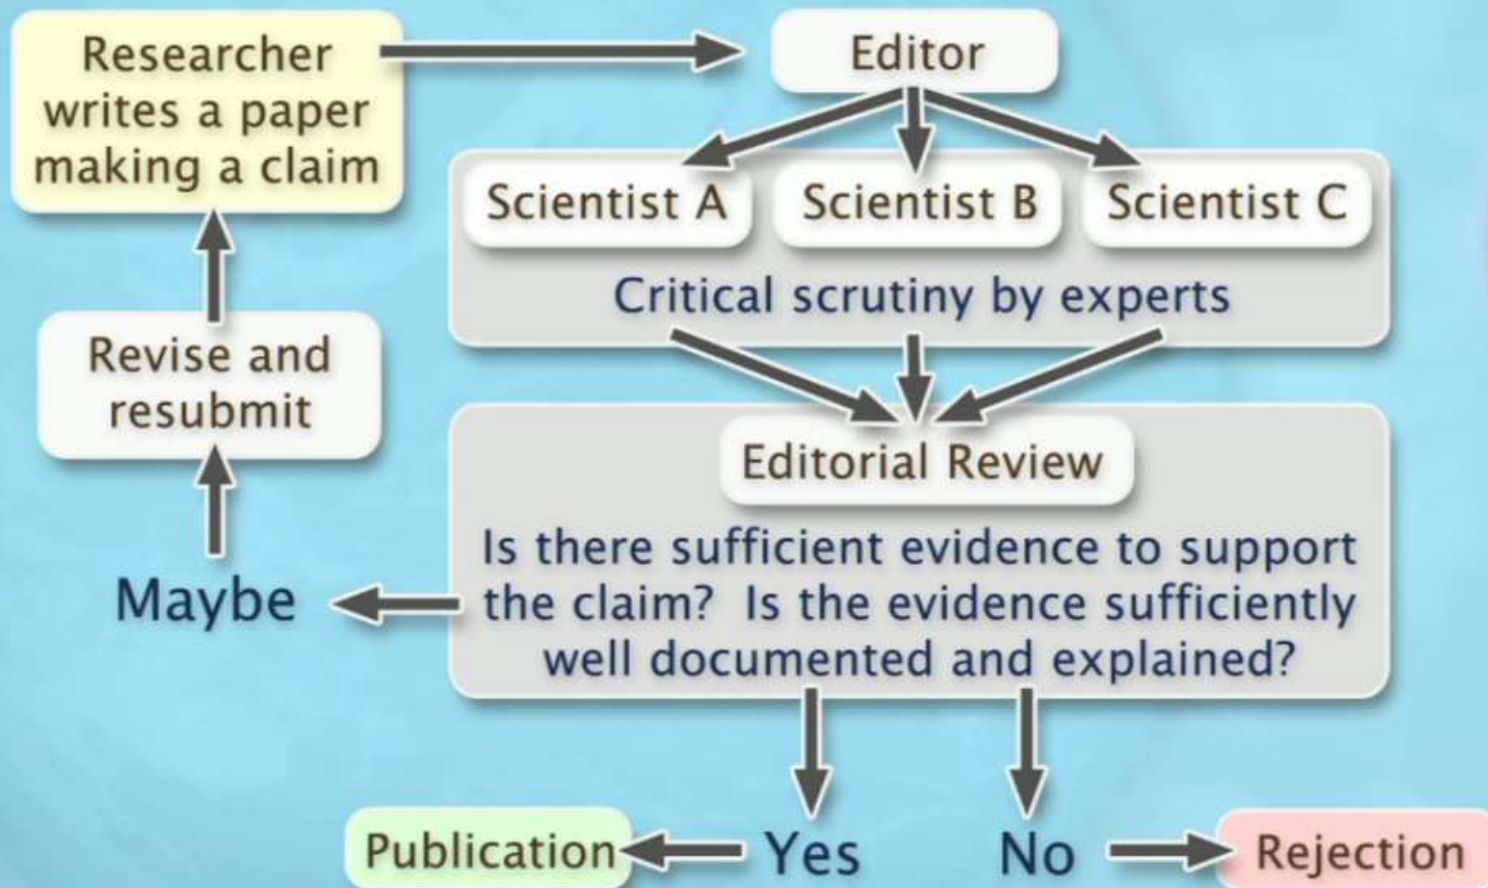 Researcher
writes a paper
making a claim
Editor
Scientist A
Scientist B
Scientist C
Critical scrutiny by experts
Revise and
resubmit
Editorial Review
Is there sufficient evidence to support
the claim? Is the evidence sufficiently
well documented and explained?
Maybe
Publication
Yes
No
Rejection